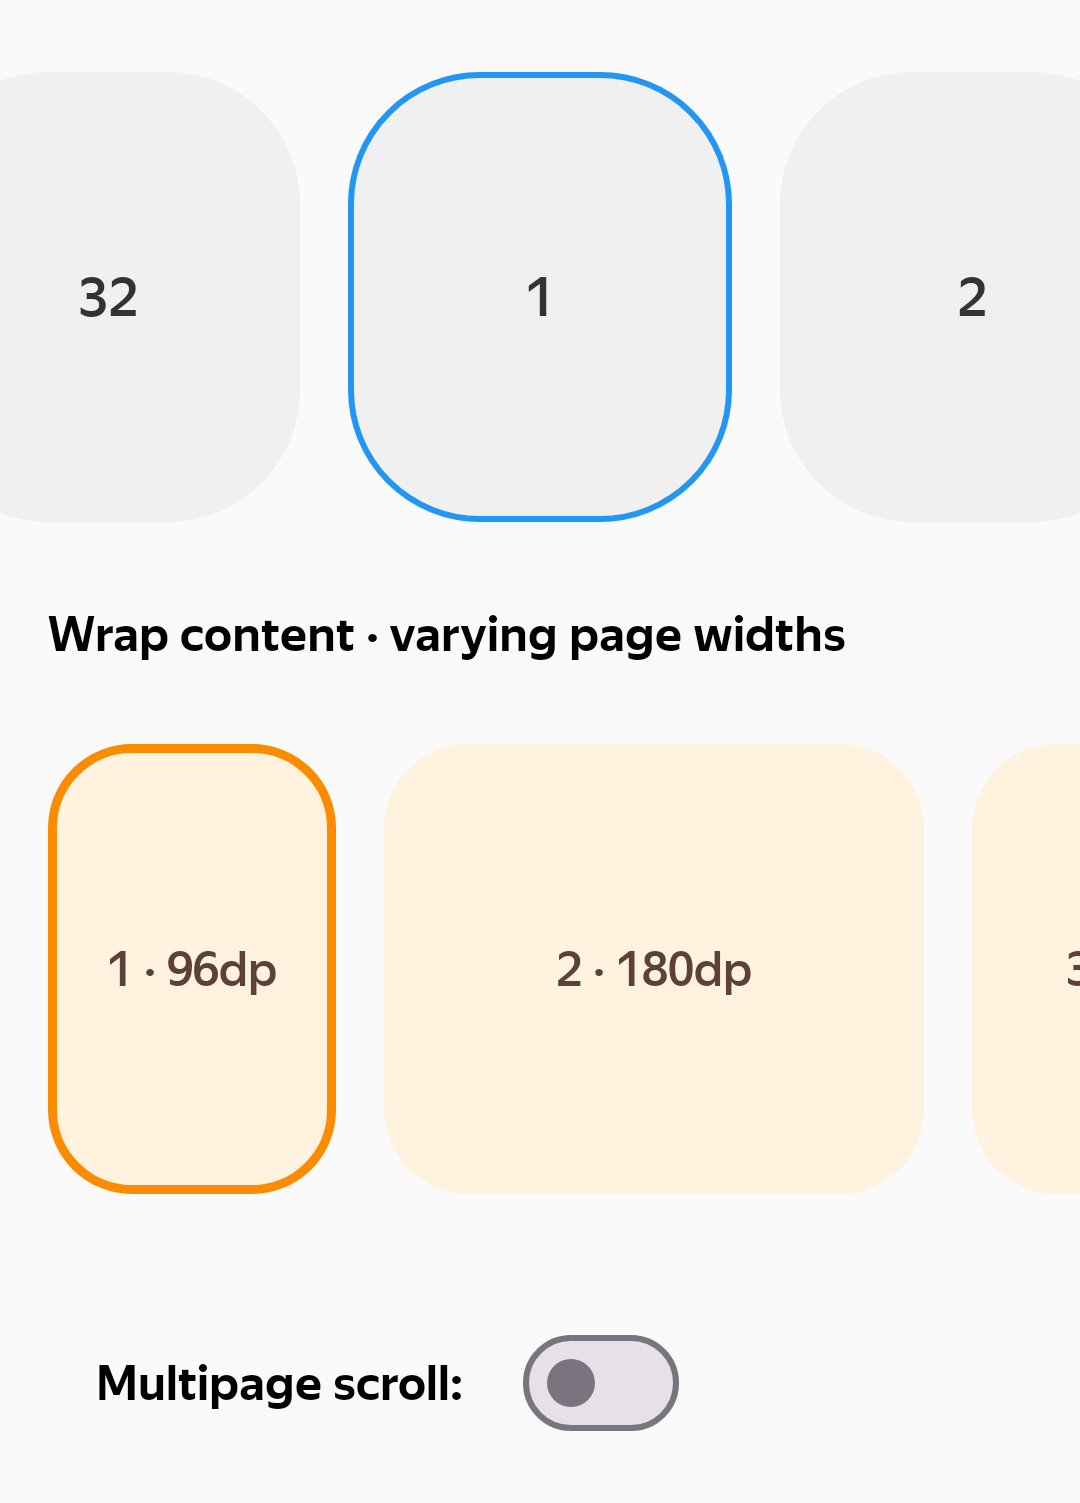 32 1 2
Wrap content · varying page widths
1 · 96dp 2 · 180dp
Multipage scroll: